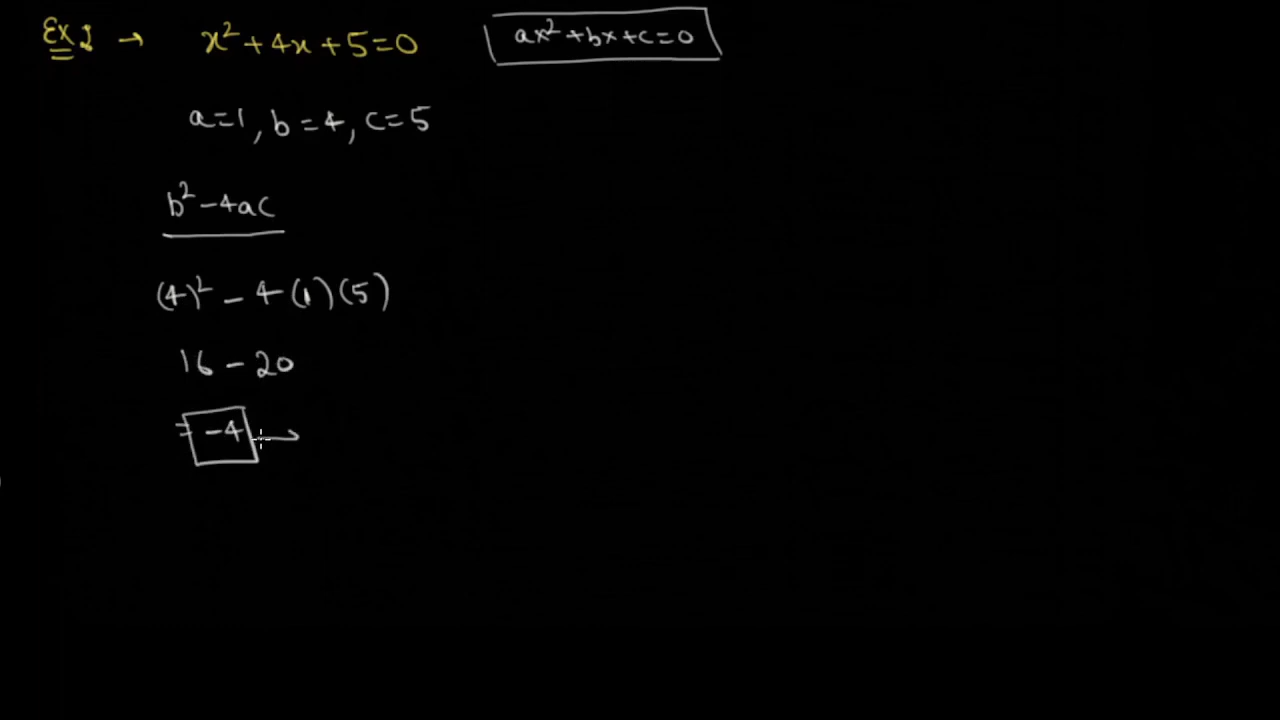 Ex 2 → x² + 4x + 5 = 0 ax² + bx + c = 0
a = 1, b = 4, c = 5
b² - 4ac
(4)² - 4 (1) (5)
16 - 20
= -4 →